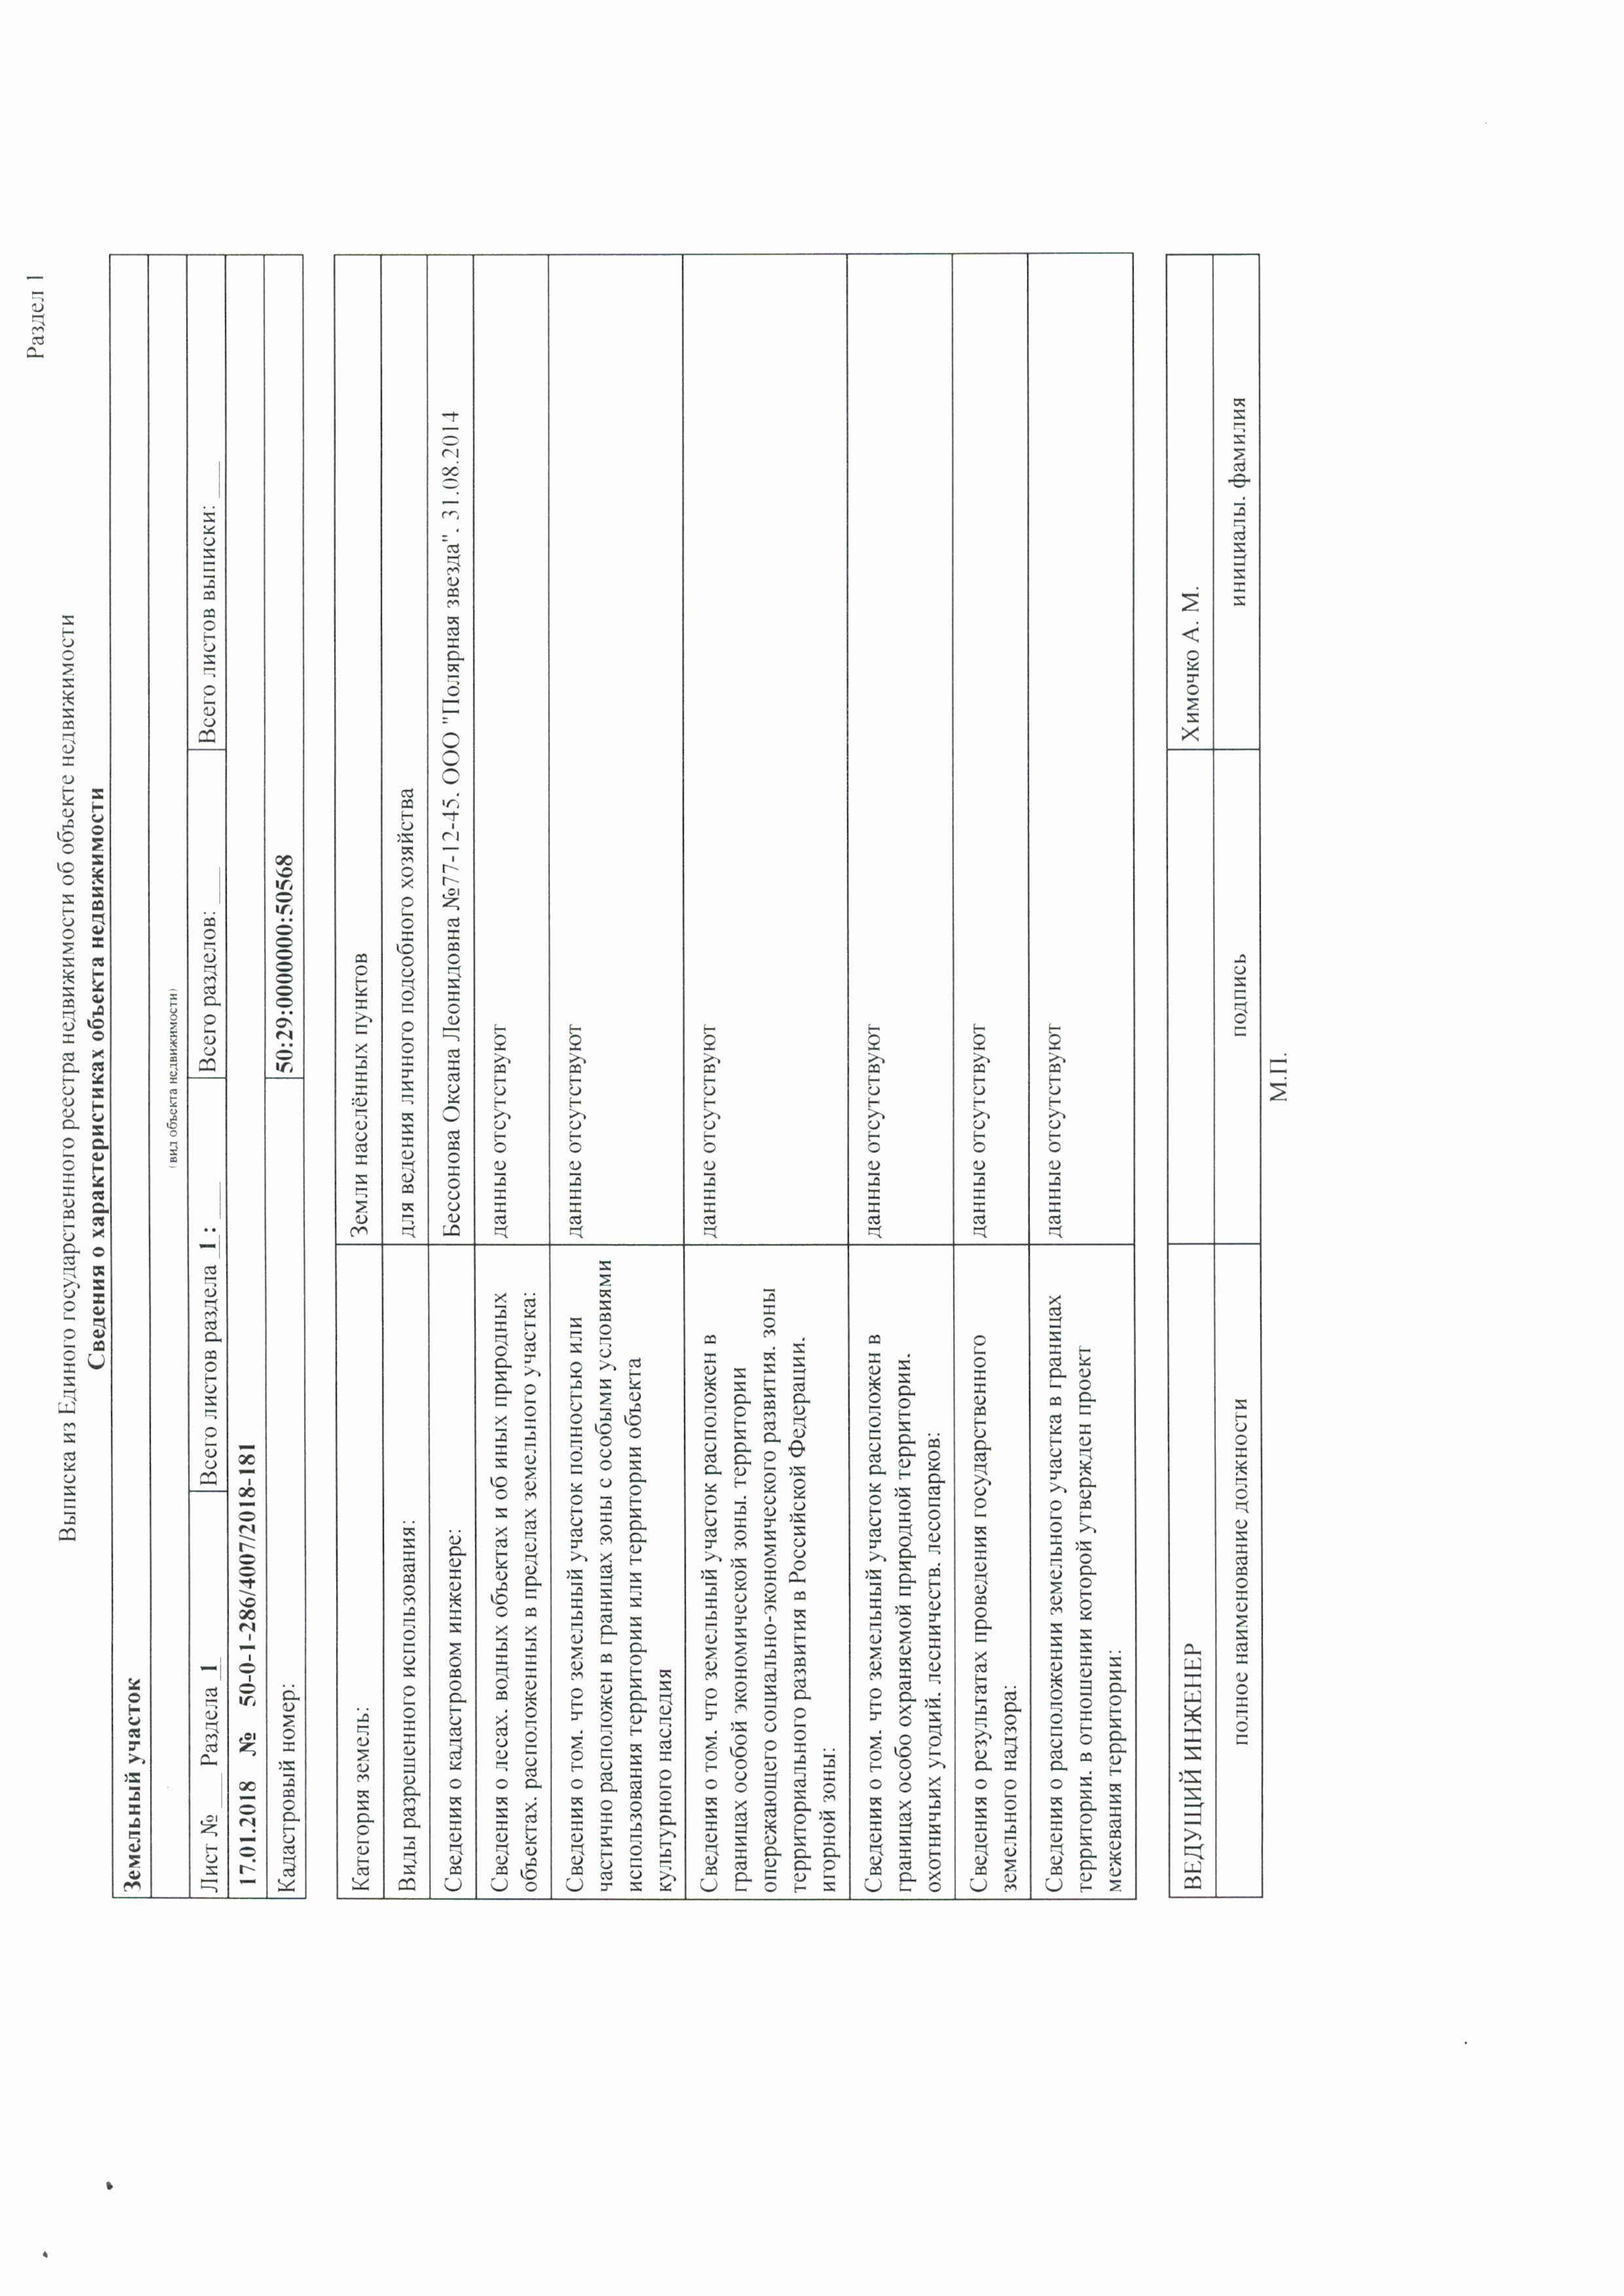 Раздел 1
Выписка из Единого государственного реестра недвижимости об объекте недвижимости
Сведения о характеристиках объекта недвижимости
Земельный участок
(вид объекта недвижимости)
Лист № ___ Раздела 1 Всего листов раздела 1 : ___ Всего разделов: ___ Всего листов выписки: ___
17.01.2018 № 50-0-1-286/4007/2018-181
Кадастровый номер: 50:29:0000000:50568
Категория земель: Земли населённых пунктов
Виды разрешенного использования: для ведения личного подсобного хозяйства
Сведения о кадастровом инженере: Бессонова Оксана Леонидовна №77-12-45. ООО "Полярная звезда". 31.08.2014
Сведения о лесах. водных объектах и об иных природных данные отсутствуют
объектах. расположенных в пределах земельного участка:
Сведения о том. что земельный участок полностью или данные отсутствуют
частично расположен в границах зоны с особыми условиями
использования территории или территории объекта
культурного наследия
Сведения о том. что земельный участок расположен в данные отсутствуют
границах особой экономической зоны. территории
опережающего социально-экономического развития. зоны
территориального развития в Российской Федерации.
игорной зоны:
Сведения о том. что земельный участок расположен в данные отсутствуют
границах особо охраняемой природной территории.
охотничьих угодий. лесничеств. лесопарков:
Сведения о результатах проведения государственного данные отсутствуют
земельного надзора:
Сведения о расположении земельного участка в границах данные отсутствуют
территории. в отношении которой утвержден проект
межевания территории:
ВЕДУЩИЙ ИНЖЕНЕР Химочко А. М.
полное наименование должности подпись инициалы. фамилия
М.П.